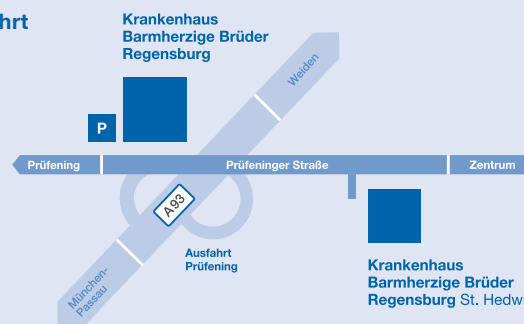 hrt
Krankenhaus
Barmherzige Brüder
Regensburg
Weiden
P
Prüfening
Prüfeninger Straße
Zentrum
A93
Ausfahrt
Prüfening
München-
Passau
Krankenhaus
Barmherzige Brüder
Regensburg St. Hedw